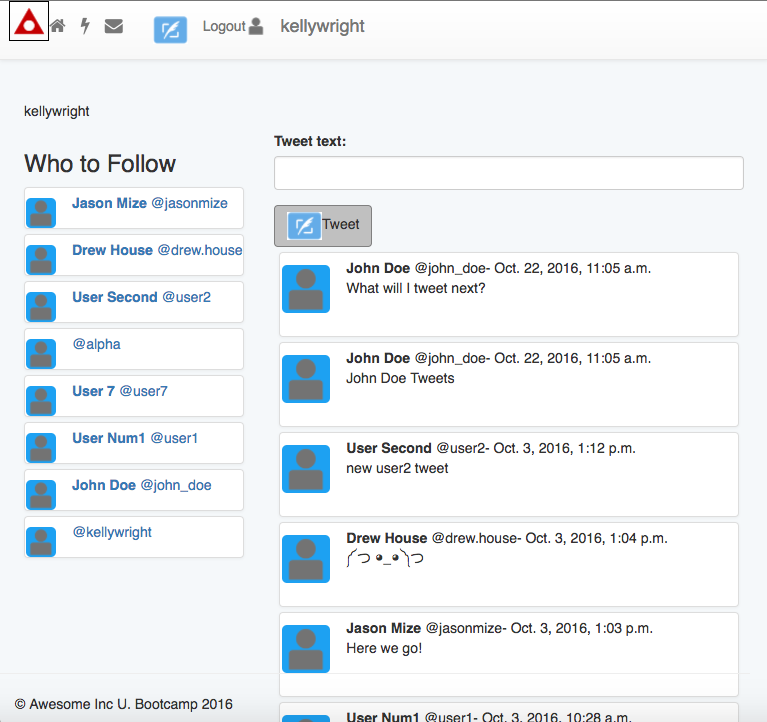 Logout kellywright
kellywright
Who to Follow
Jason Mize @jasonmize
Drew House @drew.house
User Second @user2
@alpha
User 7 @user7
User Num1 @user1
John Doe @john_doe
@kellywright
Tweet text:
Tweet
John Doe @john_doe- Oct. 22, 2016, 11:05 a.m.
What will I tweet next?
John Doe @john_doe- Oct. 22, 2016, 11:05 a.m.
John Doe Tweets
User Second @user2- Oct. 3, 2016, 1:12 p.m.
new user2 tweet
Drew House @drew.house- Oct. 3, 2016, 1:04 p.m.
༼つ ◕_◕ ༽つ
Jason Mize @jasonmize- Oct. 3, 2016, 1:03 p.m.
Here we go!
User Num1 @user1- Oct. 3, 2016, 10:28 a.m.
© Awesome Inc U. Bootcamp 2016